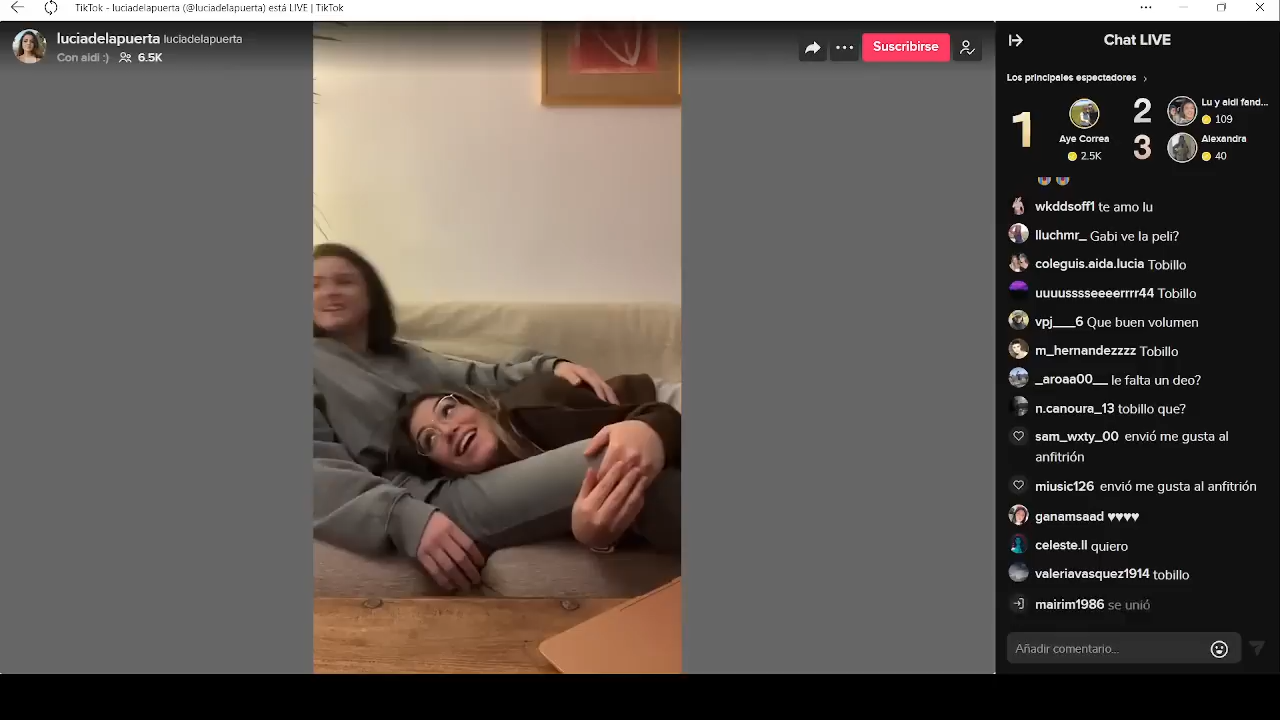 TikTok - luciadelapuerta (@luciadelapuerta) está LIVE | TikTok
luciadelapuerta luciadelapuerta
Con aidi :) 6.5K
Suscribirse
Chat LIVE
Los principales espectadores
1
Aye Correa
2.5K
2
Lu y aidi fand...
109
3
Alexandra
40
wkddsoff1 te amo lu
lluchmr_ Gabi ve la peli?
coleguis.aida.lucia Tobillo
uuuusssseeeerrrr44 Tobillo
vpj___6 Que buen volumen
m_hernandezzzz Tobillo
_aroaa00__ le falta un deo?
n.canoura_13 tobillo que?
sam_wxty_00 envió me gusta al
anfitrión
miusic126 envió me gusta al anfitrión
ganamsaad ♥♥♥♥
celeste.ll quiero
valeriavasquez1914 tobillo
mairim1986 se unió
Añadir comentario...